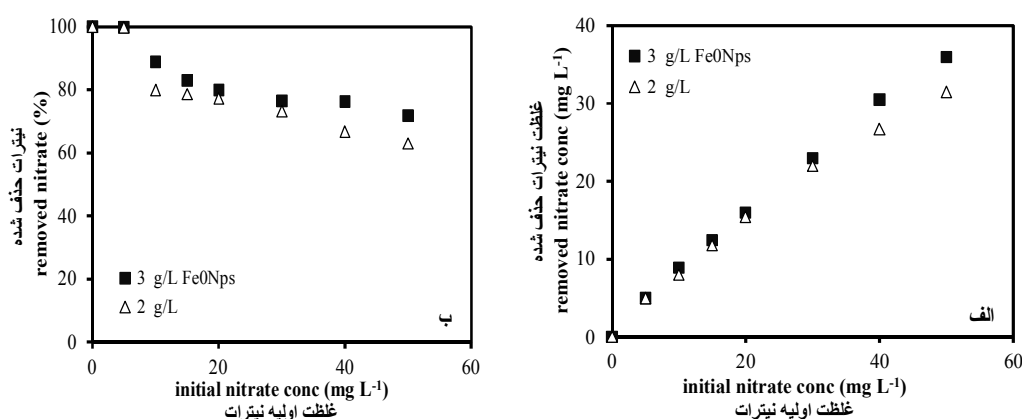 100
80
60
40
20
0
نیترات حذف شده
removed nitrate (%)
■ 3 g/L Fe0Nps
△ 2 g/L
ب
0 20 40 60
initial nitrate conc (mg L⁻¹)
غلظت اولیه نیترات
40
30
20
10
0
غلظت نیترات حذف شده
removed nitrate conc (mg L⁻¹)
■ 3 g/L Fe0Nps
△ 2 g/L
الف
0 20 40 60
initial nitrate conc (mg L⁻¹)
غلظت اولیه نیترات